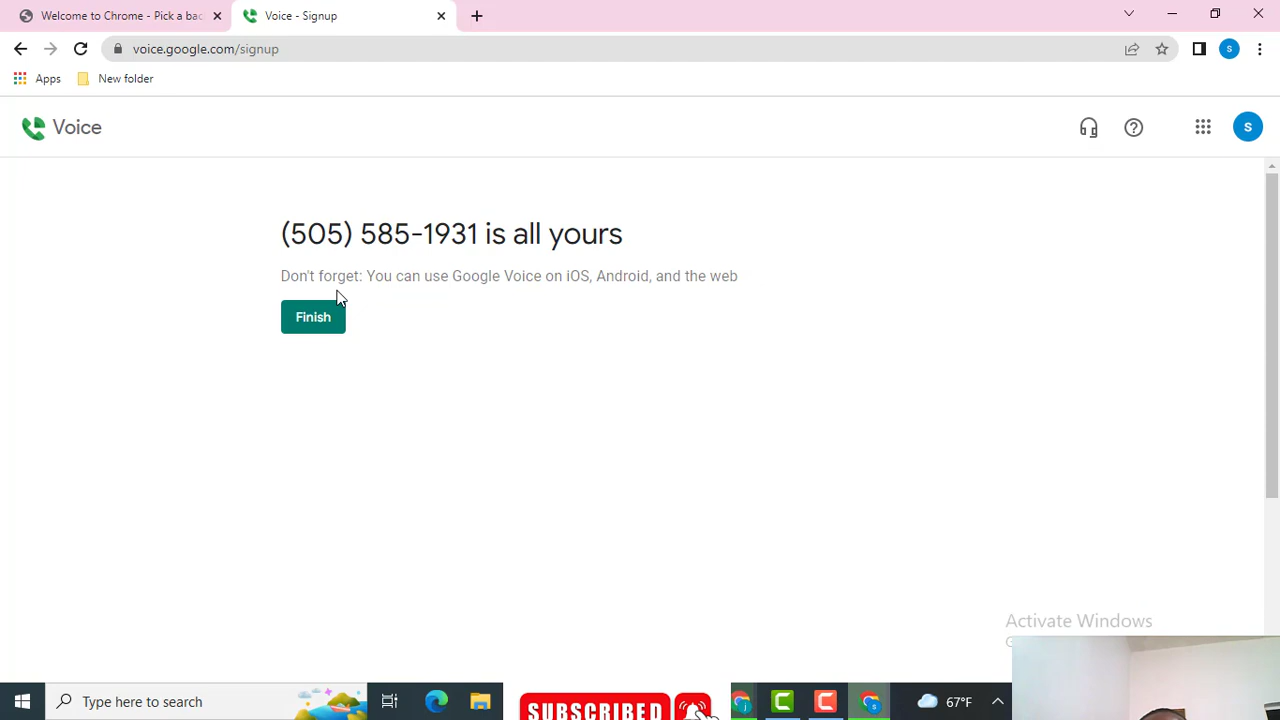 Welcome to Chrome - Pick a bac
Voice - Signup
voice.google.com/signup
S
Apps
New folder
Voice
S
(505) 585-1931 is all yours
Don't forget: You can use Google Voice on iOS, Android, and the web
Finish
Activate Windows
Type here to search
SUBSCRIBED
67°F